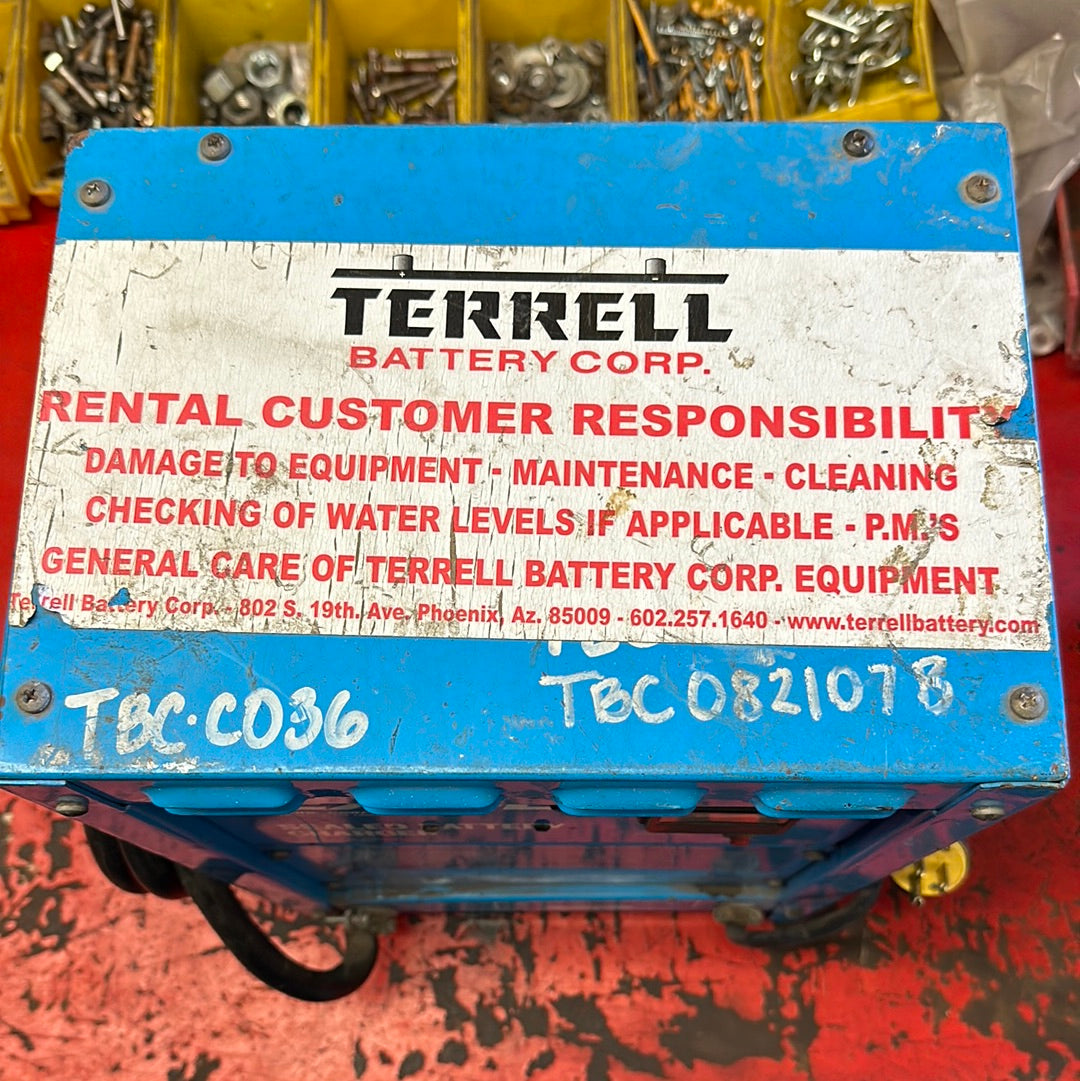 TERRELL
BATTERY CORP.
RENTAL CUSTOMER RESPONSIBILITY
DAMAGE TO EQUIPMENT - MAINTENANCE - CLEANING
CHECKING OF WATER LEVELS IF APPLICABLE - P.M.'S
GENERAL CARE OF TERRELL BATTERY CORP. EQUIPMENT
Terrell Battery Corp. - 802 S. 19th. Ave. Phoenix, Az. 85009 - 602.257.1640 - www.terrellbattery.com
TBC-C036
TBC0821078